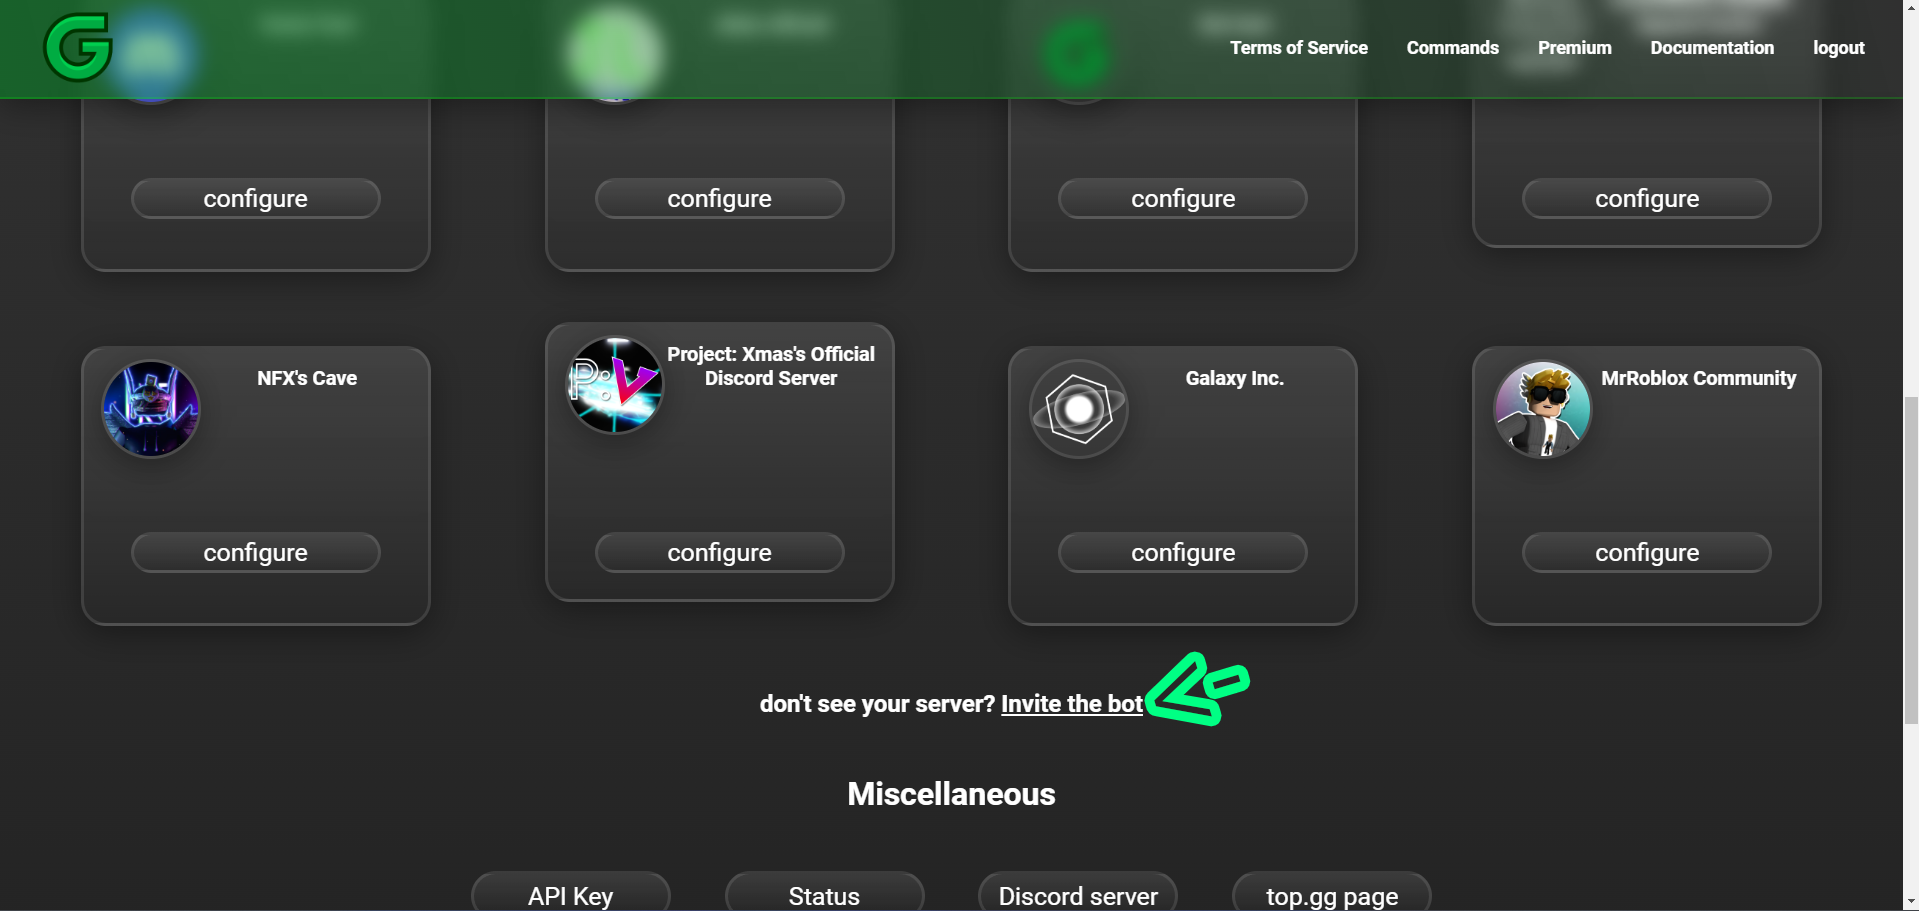 Terms of Service Commands Premium Documentation logout
configure configure configure configure
NFX's Cave
Project: Xmas's Official
Discord Server
Galaxy Inc.
MrRoblox Community
configure configure configure configure
don't see your server? Invite the bot
Miscellaneous
API Key Status Discord server top.gg page